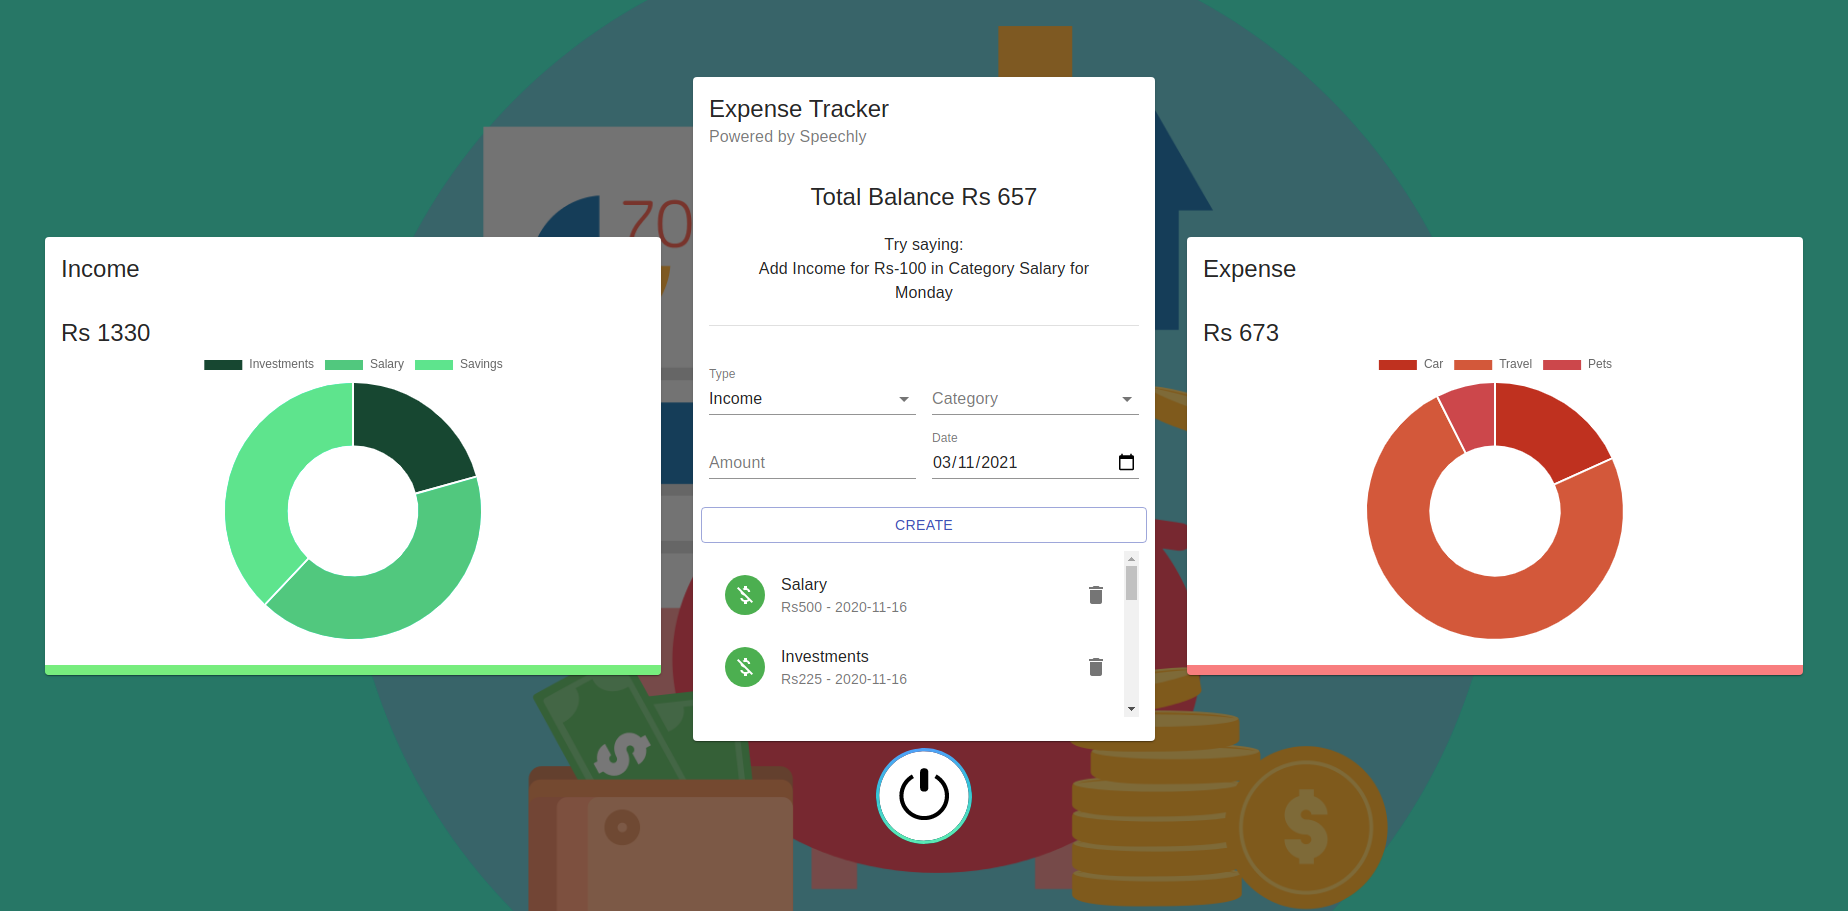 Expense Tracker
Powered by Speechly
Total Balance Rs 657
Try saying:
Add Income for Rs-100 in Category Salary for
Monday
Type
Income
Category
Amount
Date
03/11/2021
CREATE
Salary
Rs500 - 2020-11-16
Investments
Rs225 - 2020-11-16
Income
Rs 1330
Investments Salary Savings
Expense
Rs 673
Car Travel Pets
70
$
$